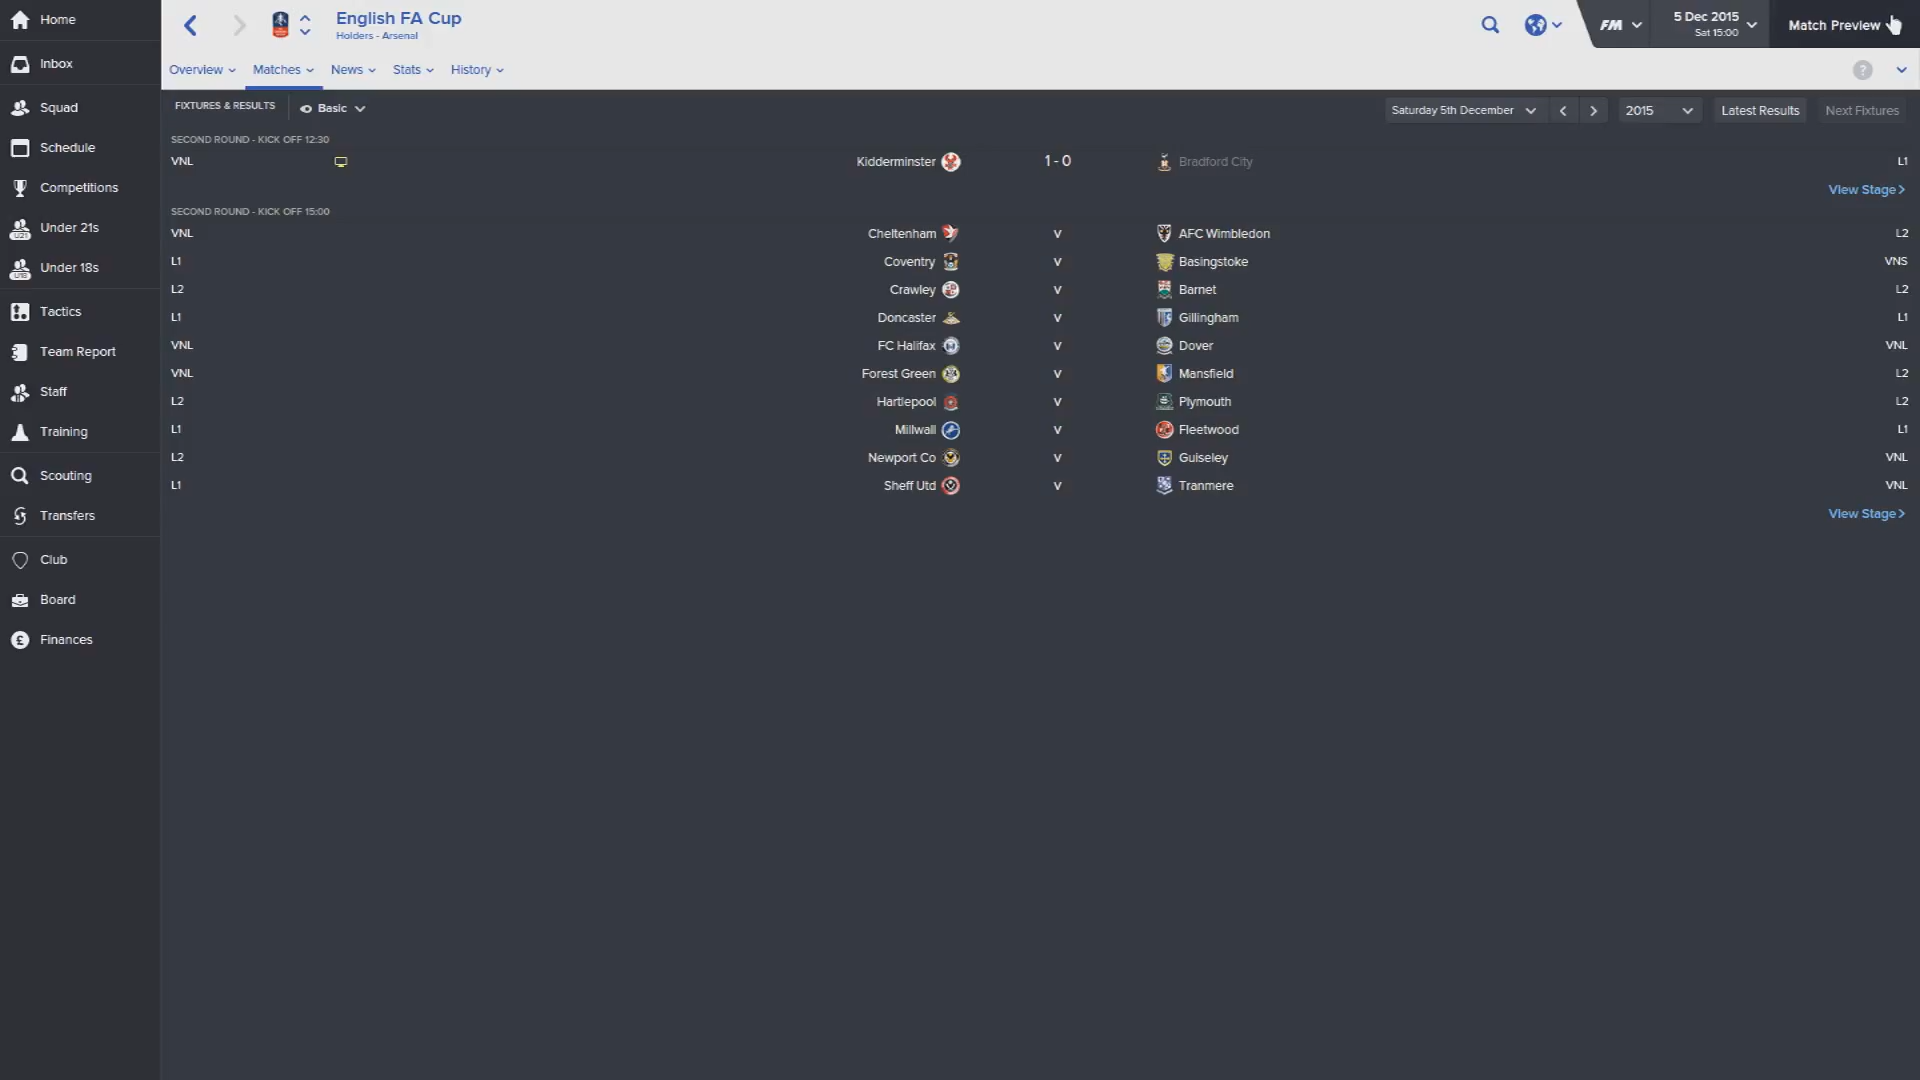 Home
Inbox
Squad
Schedule
Competitions
Under 21s
Under 18s
Tactics
Team Report
Staff
Training
Scouting
Transfers
Club
Board
Finances
English FA Cup
Holders - Arsenal
FM
5 Dec 2015
Sat 15:00
Match Preview
Overview Matches News Stats History
?
FIXTURES & RESULTS Basic Saturday 5th December 2015 Latest Results Next Fixtures
SECOND ROUND - KICK OFF 12:30
VNL Kidderminster 1 - 0 Bradford City L1
View Stage >
SECOND ROUND - KICK OFF 15:00
VNL Cheltenham v AFC Wimbledon L2
L1 Coventry v Basingstoke VNS
L2 Crawley v Barnet L2
L1 Doncaster v Gillingham L1
VNL FC Halifax v Dover VNL
VNL Forest Green v Mansfield L2
L2 Hartlepool v Plymouth L2
L1 Millwall v Fleetwood L1
L2 Newport Co v Guiseley VNL
L1 Sheff Utd v Tranmere VNL
View Stage >